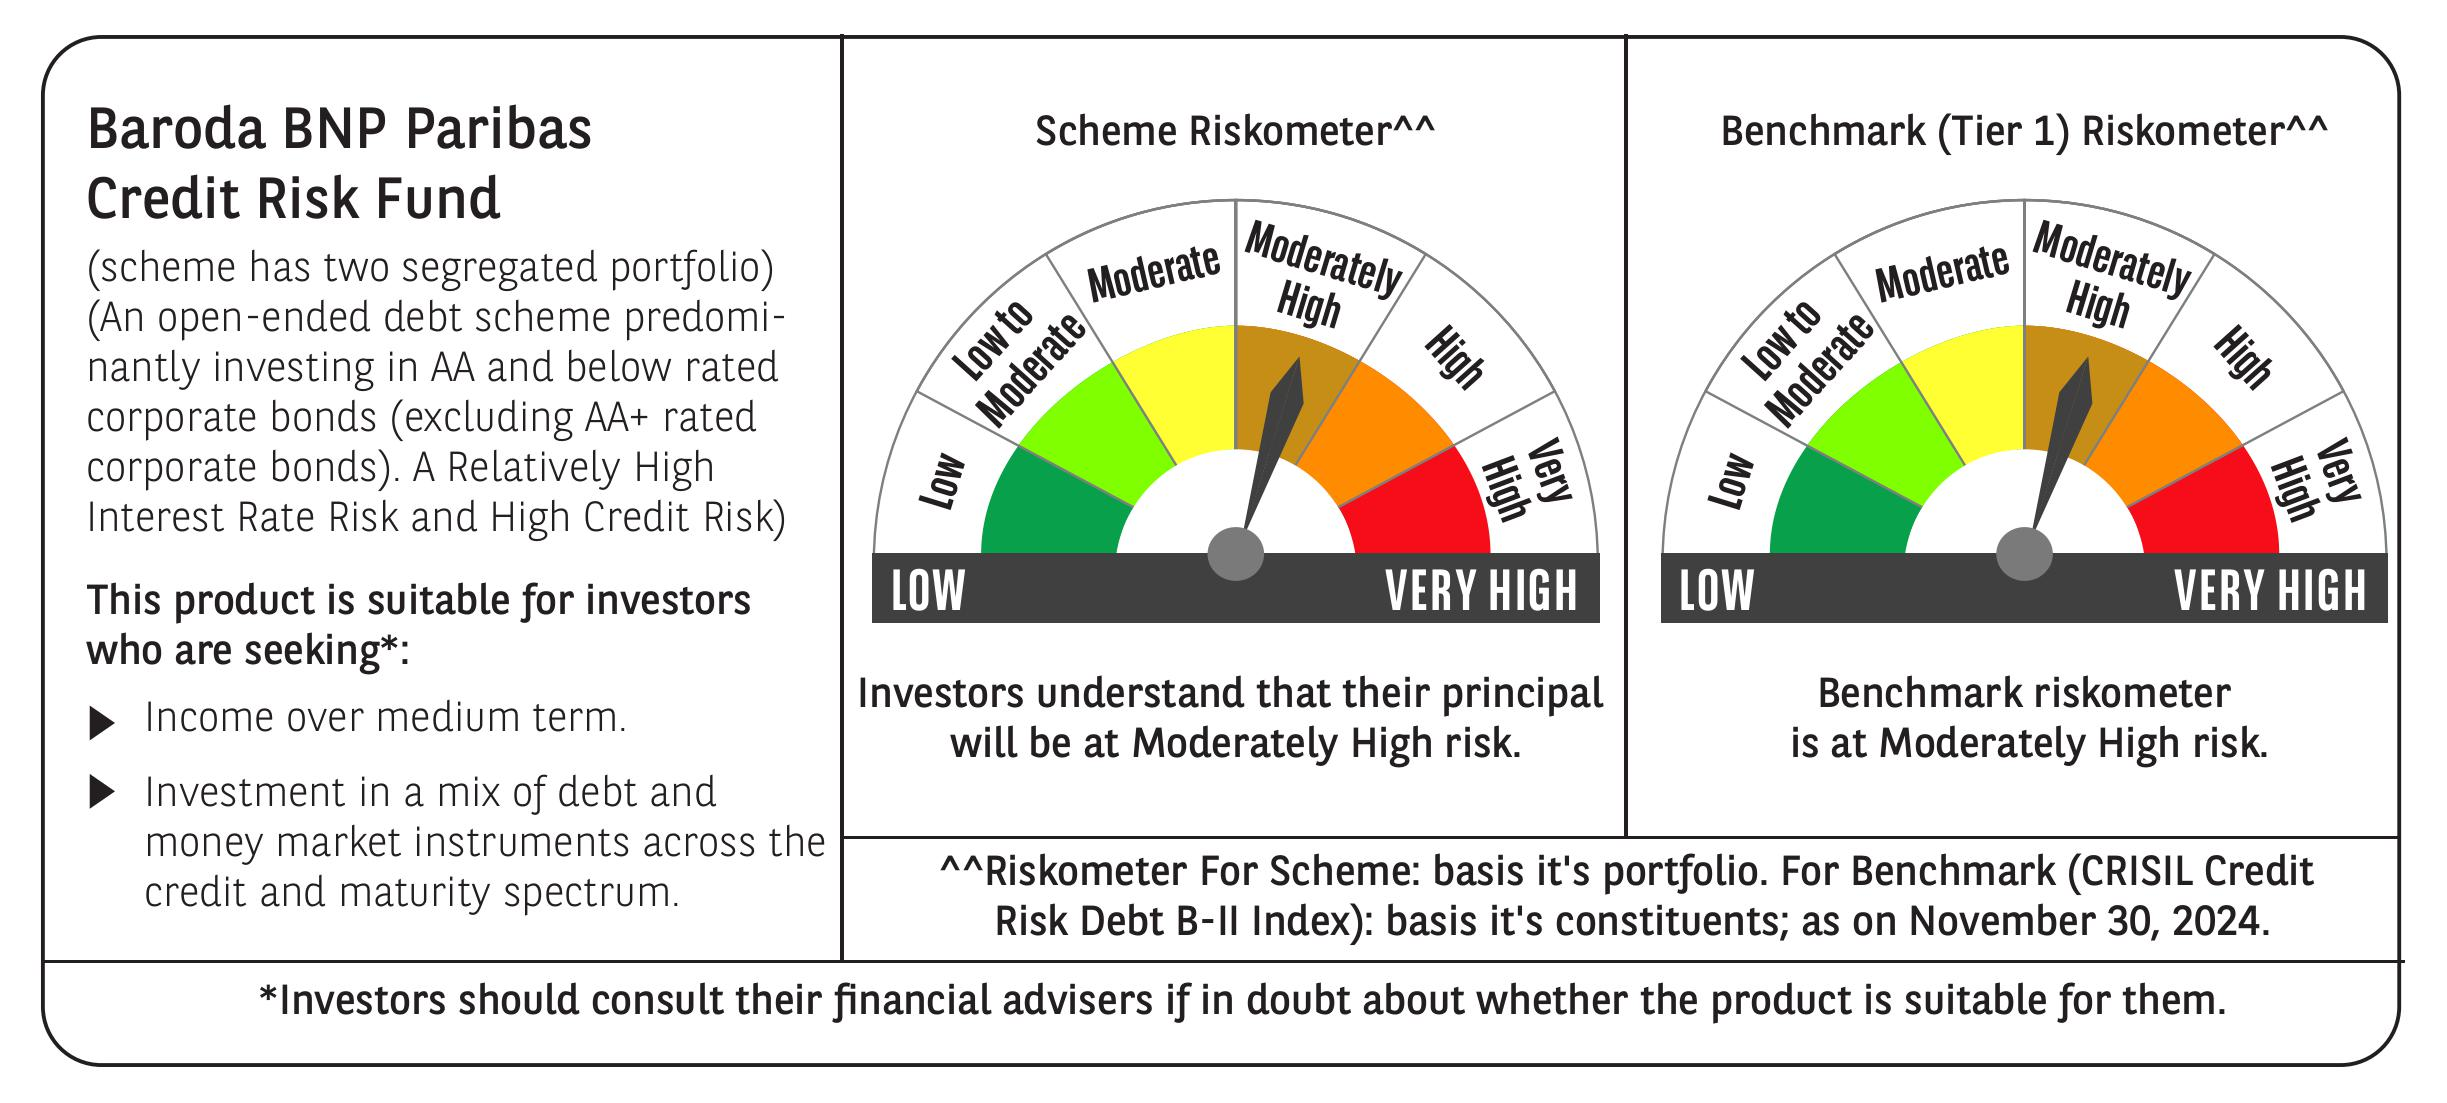 Baroda BNP Paribas
Credit Risk Fund
(scheme has two segregated portfolio)
(An open-ended debt scheme predomi-
nantly investing in AA and below rated
corporate bonds (excluding AA+ rated
corporate bonds). A Relatively High
Interest Rate Risk and High Credit Risk)
This product is suitable for investors
who are seeking*:
Income over medium term.
Investment in a mix of debt and
money market instruments across the
credit and maturity spectrum.
Scheme Riskometer^^
Low
Low to
Moderate
Moderate
Moderately
High
High
Very
High
LOW
VERY HIGH
Investors understand that their principal
will be at Moderately High risk.
Benchmark (Tier 1) Riskometer^^
Low
Low to
Moderate
Moderate
Moderately
High
High
Very
High
LOW
VERY HIGH
Benchmark riskometer
is at Moderately High risk.
^^Riskometer For Scheme: basis it's portfolio. For Benchmark (CRISIL Credit
Risk Debt B-II Index): basis it's constituents; as on November 30, 2024.
*Investors should consult their financial advisers if in doubt about whether the product is suitable for them.